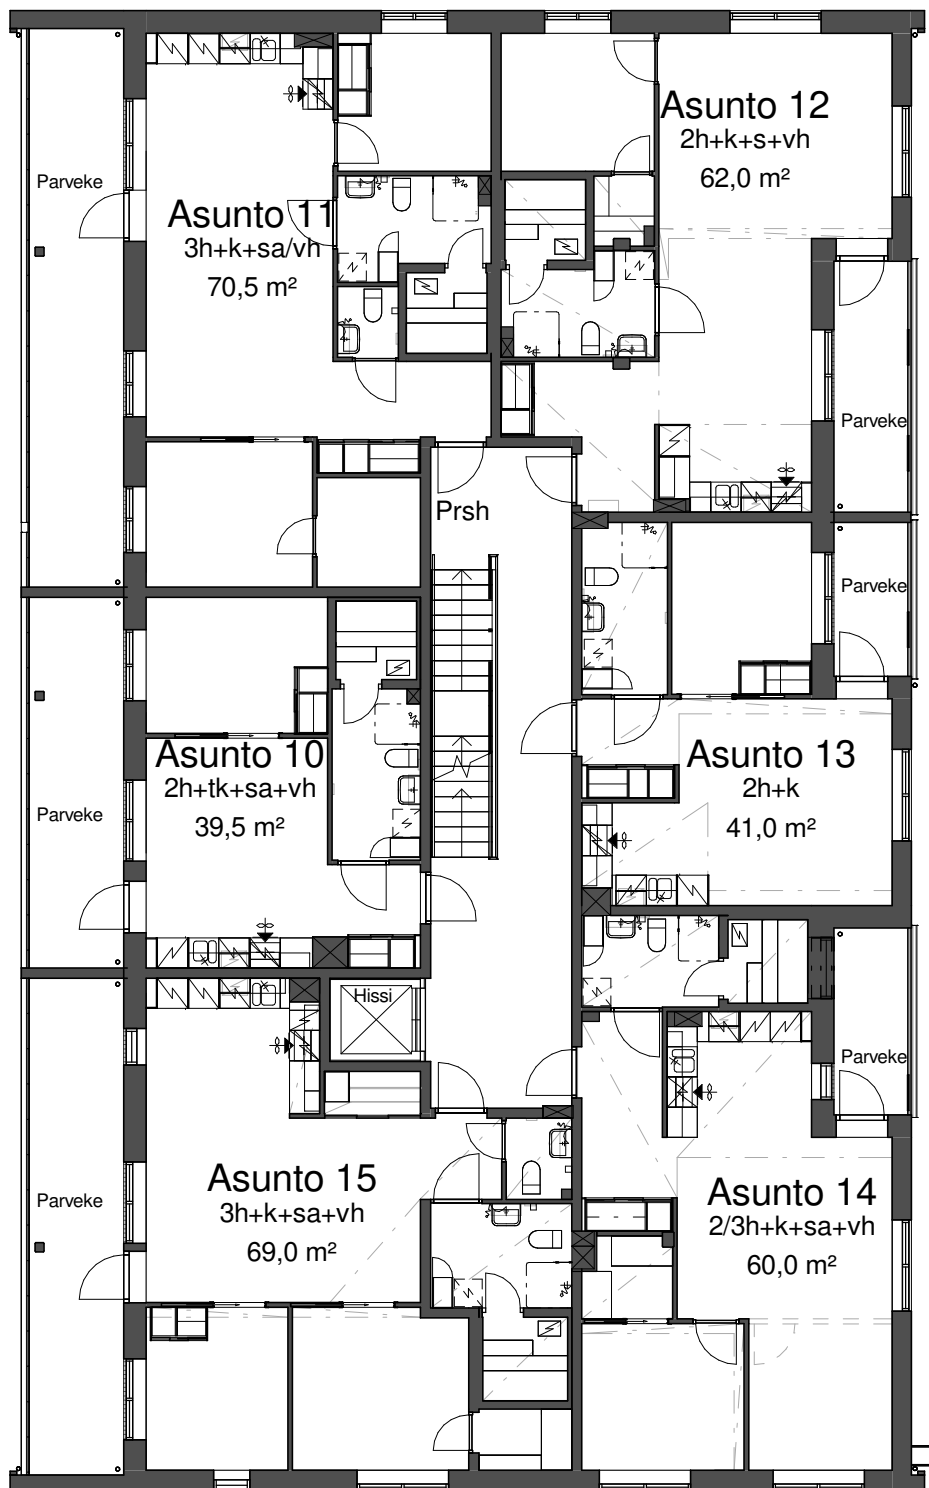 Asunto 12
2h+k+s+vh
62,0 m²
Parveke
Asunto 11
3h+k+sa/vh
70,5 m²
Parveke
Prsh
Parveke
Asunto 10
2h+tk+sa+vh
39,5 m²
Parveke
Asunto 13
2h+k
41,0 m²
Hissi
Parveke
Asunto 15
3h+k+sa+vh
69,0 m²
Parveke
Asunto 14
2/3h+k+sa+vh
60,0 m²